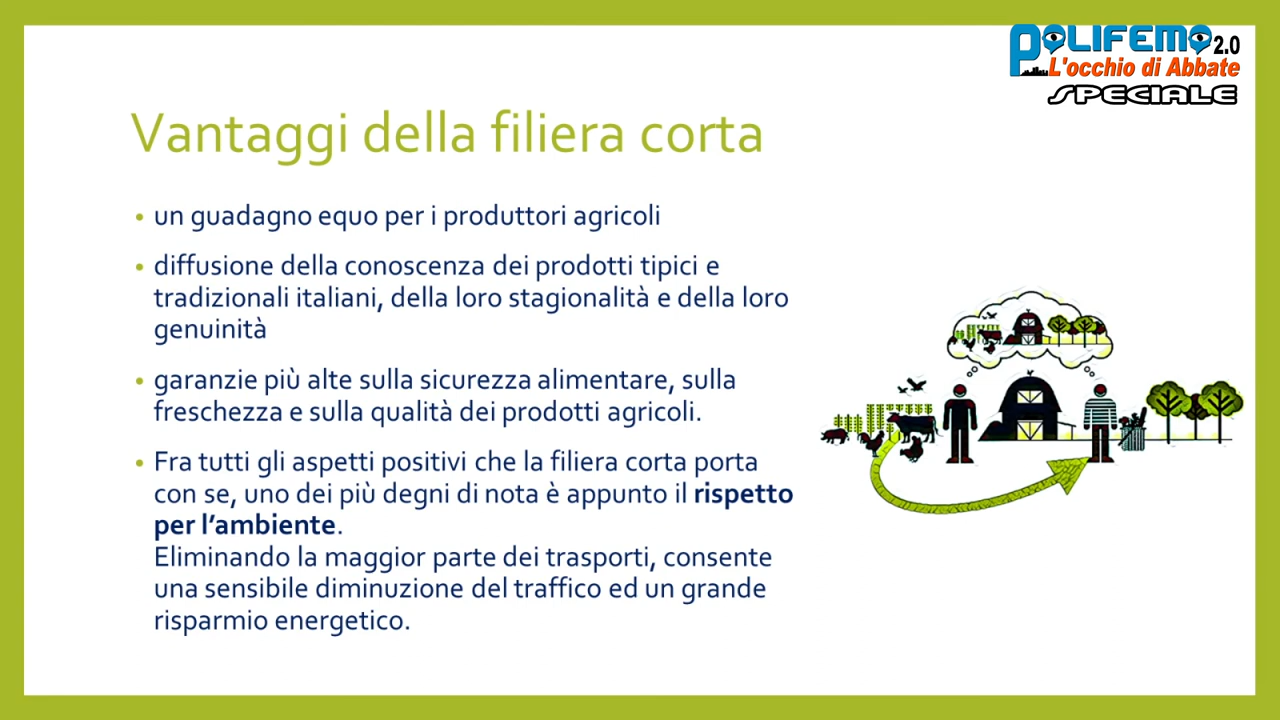 POLIFEMO 2.0
L'occhio di Abbate
SPECIALE
Vantaggi della filiera corta
• un guadagno equo per i produttori agricoli
• diffusione della conoscenza dei prodotti tipici e
tradizionali italiani, della loro stagionalità e della loro
genuinità
• garanzie più alte sulla sicurezza alimentare, sulla
freschezza e sulla qualità dei prodotti agricoli.
• Fra tutti gli aspetti positivi che la filiera corta porta
con se, uno dei più degni di nota è appunto il rispetto
per l’ambiente.
Eliminando la maggior parte dei trasporti, consente
una sensibile diminuzione del traffico ed un grande
risparmio energetico.